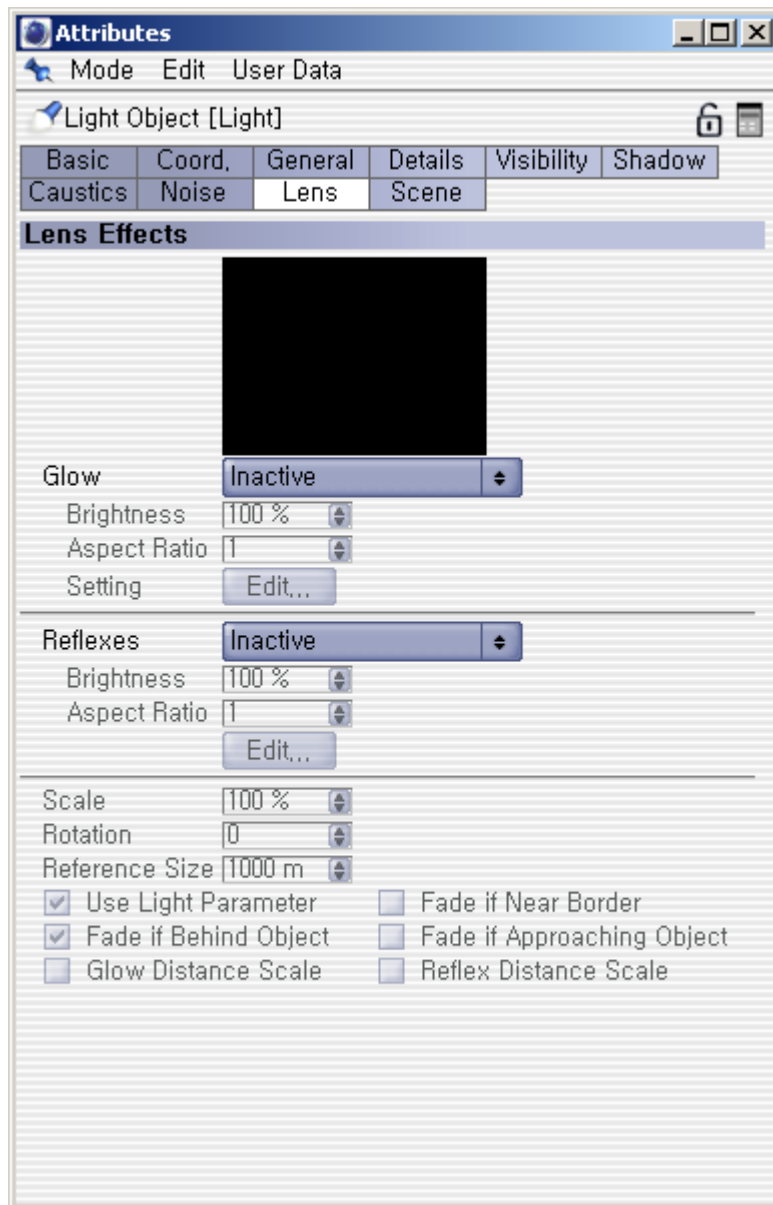 Attributes
Mode Edit User Data
Light Object [Light]
Basic Coord. General Details Visibility Shadow
Caustics Noise Lens Scene
Lens Effects
Glow Inactive
Brightness 100 %
Aspect Ratio 1
Setting Edit...
Reflexes Inactive
Brightness 100 %
Aspect Ratio 1
Edit...
Scale 100 %
Rotation 0
Reference Size 1000 m
Use Light Parameter Fade if Near Border
Fade if Behind Object Fade if Approaching Object
Glow Distance Scale Reflex Distance Scale